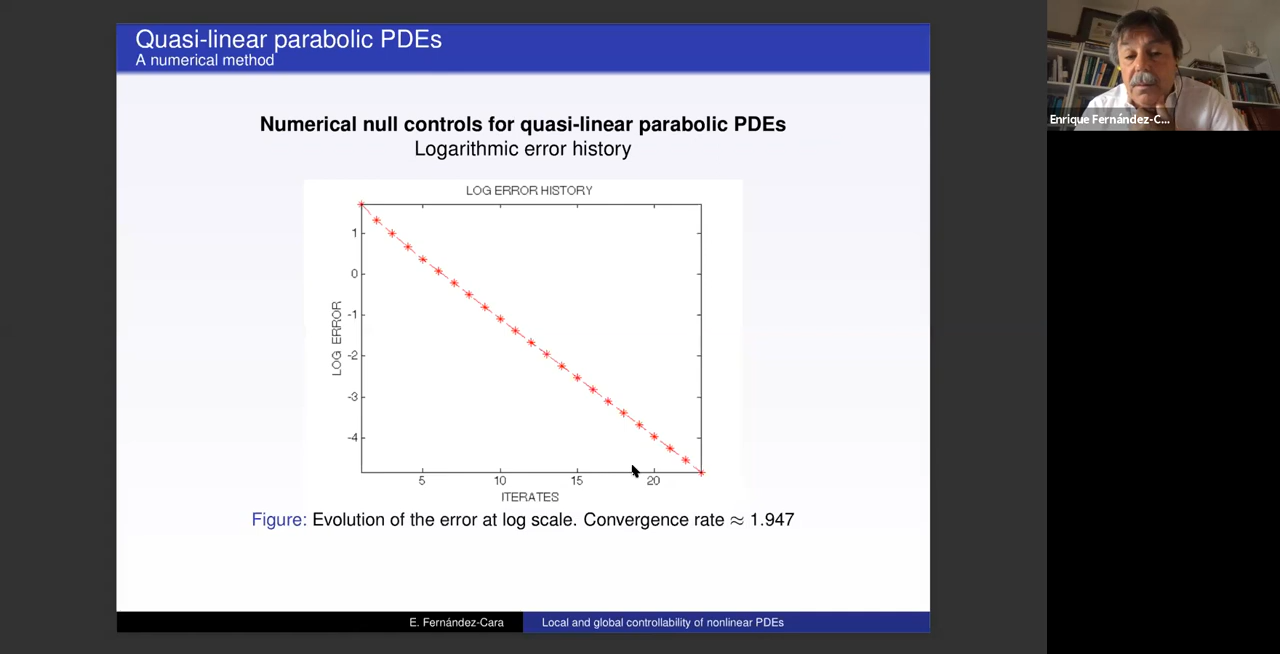 Quasi-linear parabolic PDEs
A numerical method
Enrique Fernández-C...
Numerical null controls for quasi-linear parabolic PDEs
Logarithmic error history
LOG ERROR HISTORY
1
0
-1
-2
-3
-4
LOG ERROR
5 10 15 20
ITERATES
Figure: Evolution of the error at log scale. Convergence rate ≈ 1.947
E. Fernández-Cara Local and global controllability of nonlinear PDEs